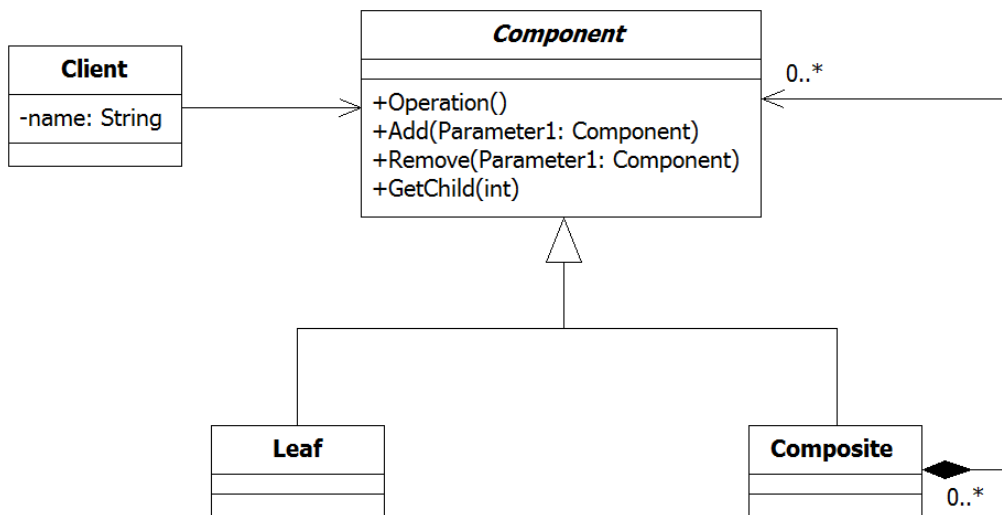 Component
Client
-name: String
0..*
+Operation()
+Add(Parameter1: Component)
+Remove(Parameter1: Component)
+GetChild(int)
Leaf
Composite
0..*